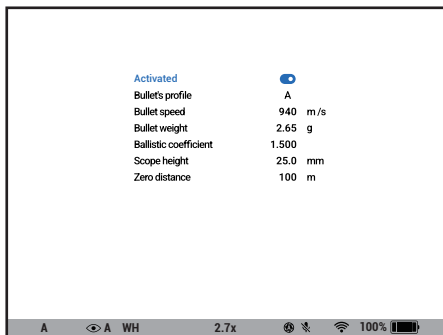 Activated
Bullet's profile A
Bullet speed 940 m/s
Bullet weight 2.65 g
Ballistic coefficient 1.500
Scope height 25.0 mm
Zero distance 100 m
A A WH 2.7x 100%